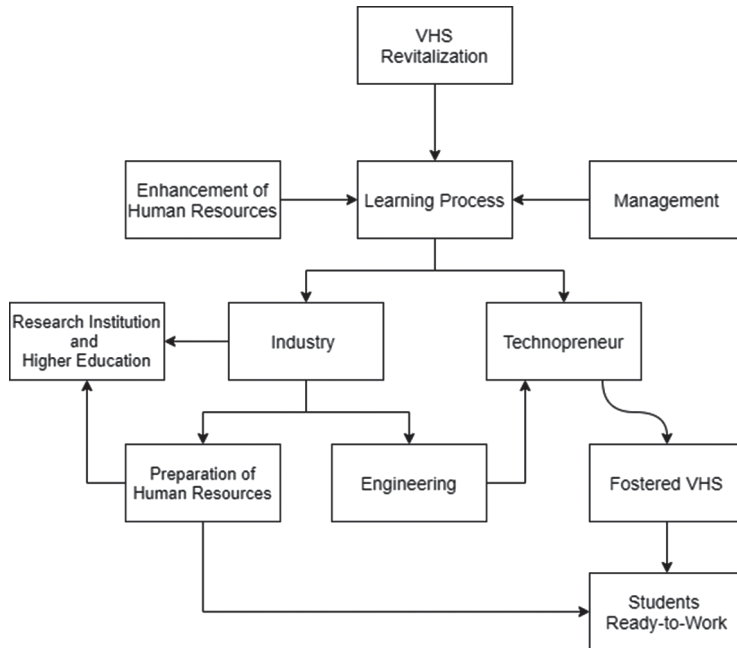 VHS
Revitalization
Enhancement of
Human Resources
Learning Process
Management
Research Institution
and
Higher Education
Industry
Technopreneur
Preparation of
Human Resources
Engineering
Fostered VHS
Students
Ready-to-Work